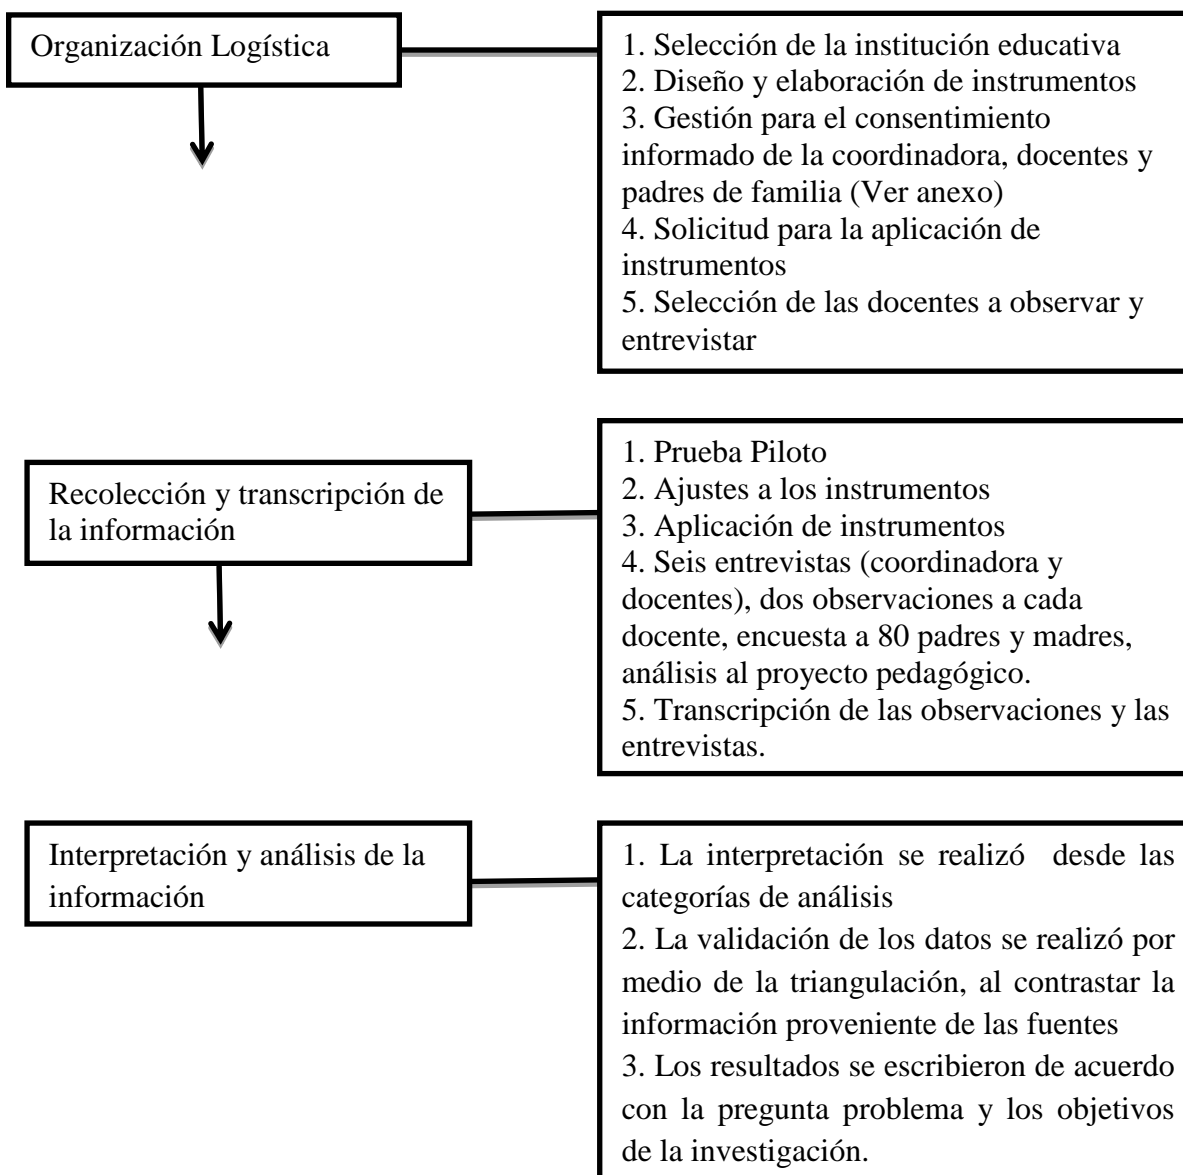 Organización Logística
1. Selección de la institución educativa
2. Diseño y elaboración de instrumentos
3. Gestión para el consentimiento
informado de la coordinadora, docentes y
padres de familia (Ver anexo)
4. Solicitud para la aplicación de
instrumentos
5. Selección de las docentes a observar y
entrevistar
Recolección y transcripción de
la información
1. Prueba Piloto
2. Ajustes a los instrumentos
3. Aplicación de instrumentos
4. Seis entrevistas (coordinadora y
docentes), dos observaciones a cada
docente, encuesta a 80 padres y madres,
análisis al proyecto pedagógico.
5. Transcripción de las observaciones y las
entrevistas.
Interpretación y análisis de la
información
1. La interpretación se realizó desde las
categorías de análisis
2. La validación de los datos se realizó por
medio de la triangulación, al contrastar la
información proveniente de las fuentes
3. Los resultados se escribieron de acuerdo
con la pregunta problema y los objetivos
de la investigación.